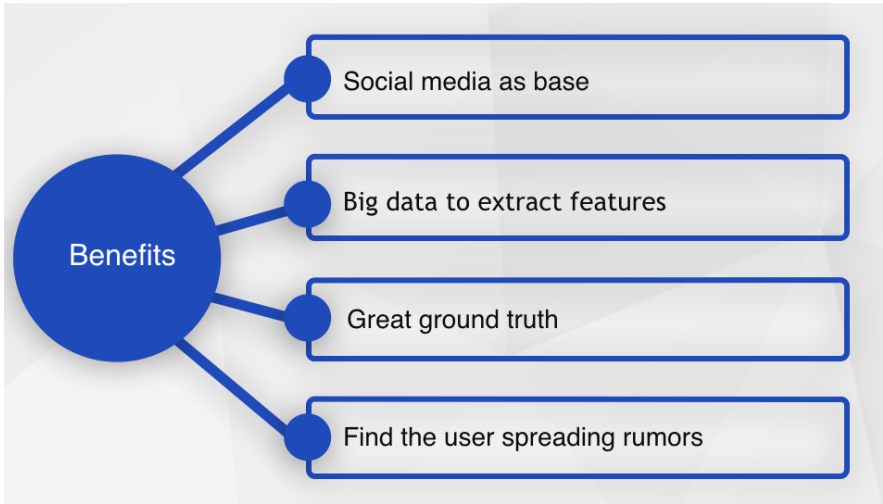 Benefits
Social media as base
Big data to extract features
Great ground truth
Find the user spreading rumors